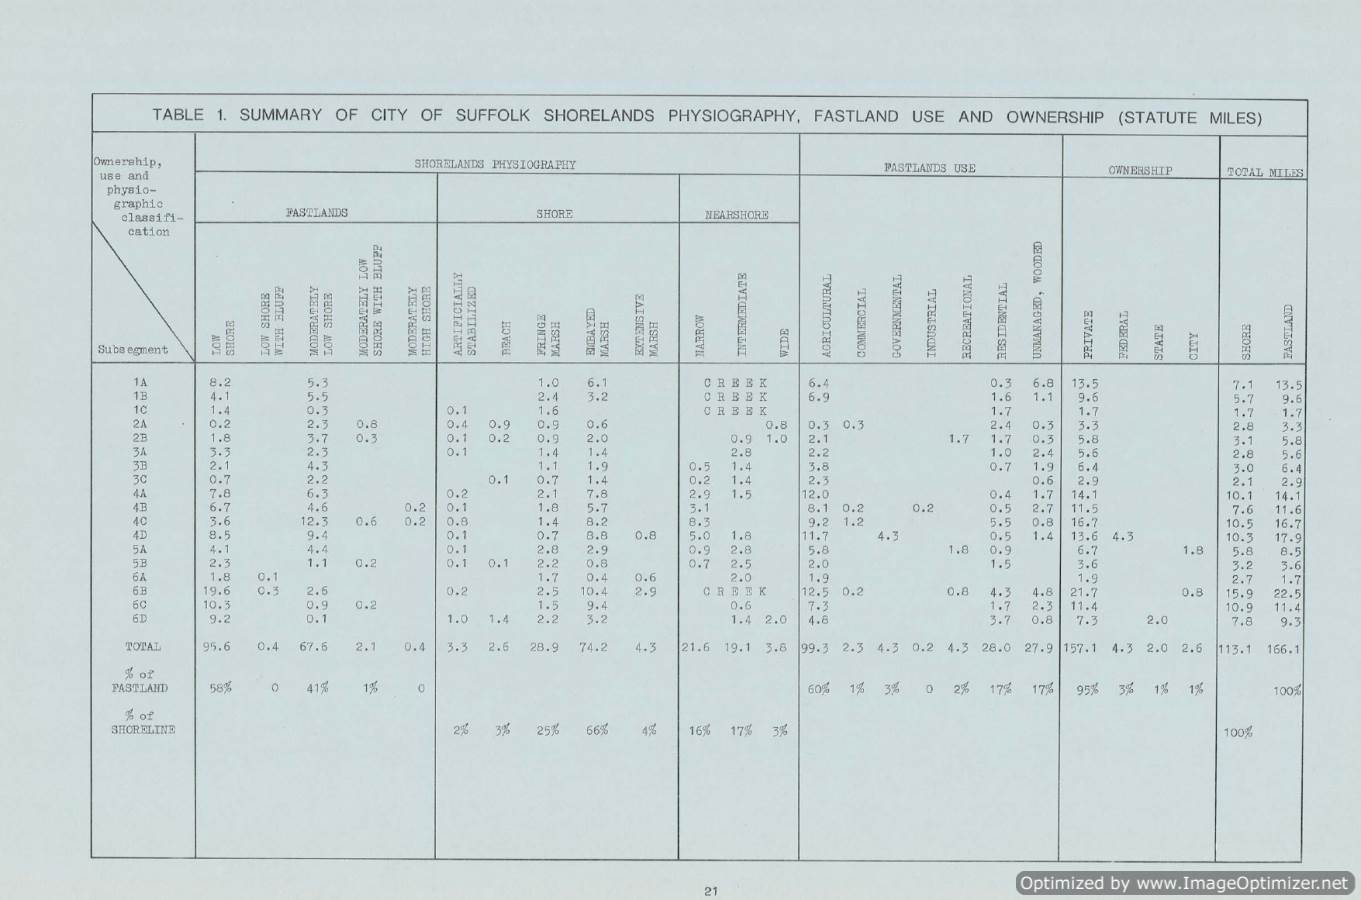 TABLE 1. SUMMARY OF CITY OF SUFFOLK SHORELANDS PHYSIOGRAPHY, FASTLAND USE AND OWNERSHIP (STATUTE MILES)
Ownership, use and physio-graphic classifi-cation
Subsegment
SHORELANDS PHYSIOGRAPHY FASTLANDS USE OWNERSHIP TOTAL MILES
FASTLANDS SHORE NEARSHORE
LOW SHORE
LOW SHORE WITH BLUFF
MODERATELY LOW SHORE
MODERATELY LOW SHORE WITH BLUFF
MODERATELY HIGH SHORE
ARTIFICIALLY STABILIZED
BEACH
FRINGE MARSH
EMBAYED MARSH
EXTENSIVE MARSH
NARROW
INTERMEDIATE
WIDE
AGRICULTURAL
COMMERCIAL
GOVERNMENTAL
INDUSTRIAL
RECREATIONAL
RESIDENTIAL
UNMANAGED, WOODED
PRIVATE
FEDERAL
STATE
CITY
SHORE
FASTLAND
1A 8.2 5.3 1.0 6.1 CREEK 6.4 0.3 6.8 13.5 7.1 13.5
1B 4.1 5.5 2.4 3.2 CREEK 6.9 1.6 1.1 9.6 5.7 9.6
1C 1.4 0.3 0.1 1.6 CREEK 1.7 1.7 1.7 1.7
2A 0.2 2.3 0.8 0.4 0.9 0.9 0.6 0.8 0.3 0.3 2.4 0.3 3.3 2.8 3.3
2B 1.8 3.7 0.3 0.1 0.2 0.9 2.0 0.9 1.0 2.1 1.7 1.7 0.3 5.8 3.1 5.8
3A 3.3 2.3 0.1 1.4 1.4 2.8 2.2 1.0 2.4 5.6 2.8 5.6
3B 2.1 4.3 1.1 1.9 0.5 1.4 3.8 0.7 1.9 6.4 3.0 6.4
3C 0.7 2.2 0.1 0.7 1.4 0.2 1.4 2.3 0.6 2.9 2.1 2.9
4A 7.8 6.3 0.2 2.1 7.8 2.9 1.5 12.0 0.4 1.7 14.1 10.1 14.1
4B 6.7 4.6 0.2 0.1 1.8 5.7 3.1 8.1 0.2 0.2 0.5 2.7 11.5 7.6 11.6
4C 3.6 12.3 0.6 0.2 0.8 1.4 8.2 8.3 9.2 1.2 5.5 0.8 16.7 10.5 16.7
4D 8.5 9.4 0.1 0.7 8.8 0.8 5.0 1.8 11.7 4.3 0.5 1.4 13.6 4.3 10.3 17.9
5A 4.1 4.4 0.1 2.8 2.9 0.9 2.8 5.8 1.8 0.9 6.7 1.8 5.8 8.5
5B 2.3 1.1 0.2 0.1 0.1 2.2 0.8 0.7 2.5 2.0 1.5 3.6 3.2 3.6
6A 1.8 0.1 1.7 0.4 0.6 2.0 1.9 1.9 2.7 1.7
6B 19.6 0.3 2.6 0.2 2.5 10.4 2.9 CREEK 12.5 0.2 0.8 4.3 4.8 21.7 0.8 15.9 22.5
6C 10.3 0.9 0.2 1.5 9.4 0.6 7.3 1.7 2.3 11.4 10.9 11.4
6D 9.2 0.1 1.0 1.4 2.2 3.2 1.4 2.0 4.8 3.7 0.8 7.3 2.0 7.8 9.3
TOTAL 95.6 0.4 67.6 2.1 0.4 3.3 2.6 28.9 74.2 4.3 21.6 19.1 3.8 99.3 2.3 4.3 0.2 4.3 28.0 27.9 157.1 4.3 2.0 2.6 113.1 166.1
% of
FASTLAND 58% 0 41% 1% 0 60% 1% 3% 0 2% 17% 17% 95% 3% 1% 1% 100%
% of
SHORELINE 2% 3% 25% 66% 4% 16% 17% 3% 100%
21
Optimized by www.ImageOptimizer.net